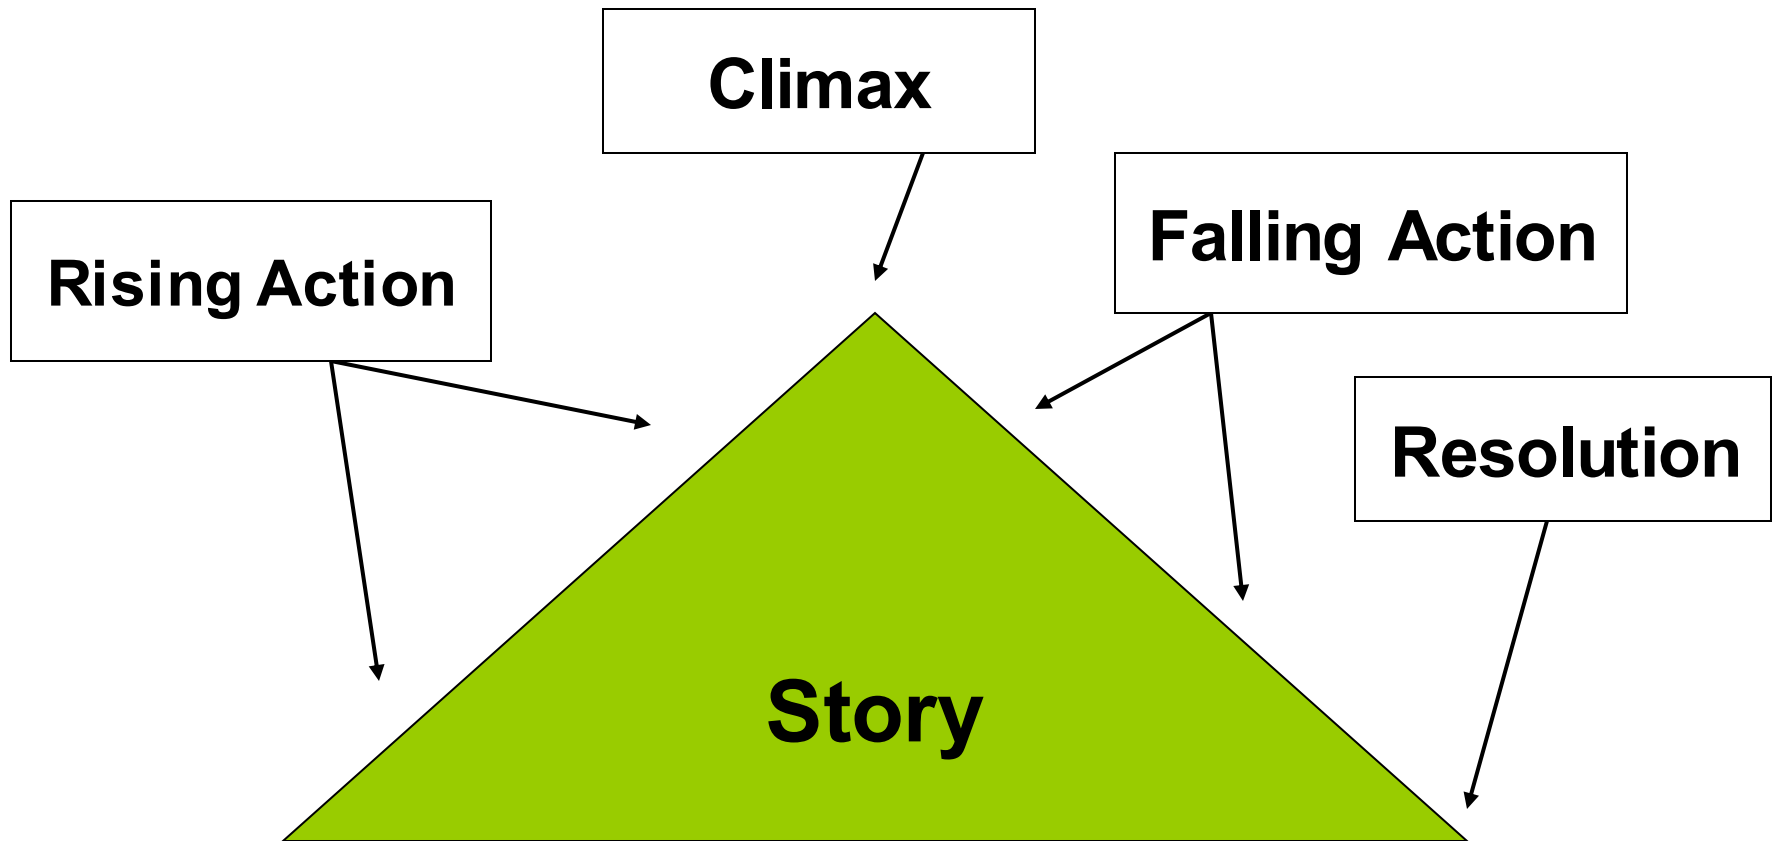 Climax
Rising Action
Falling Action
Resolution
Story